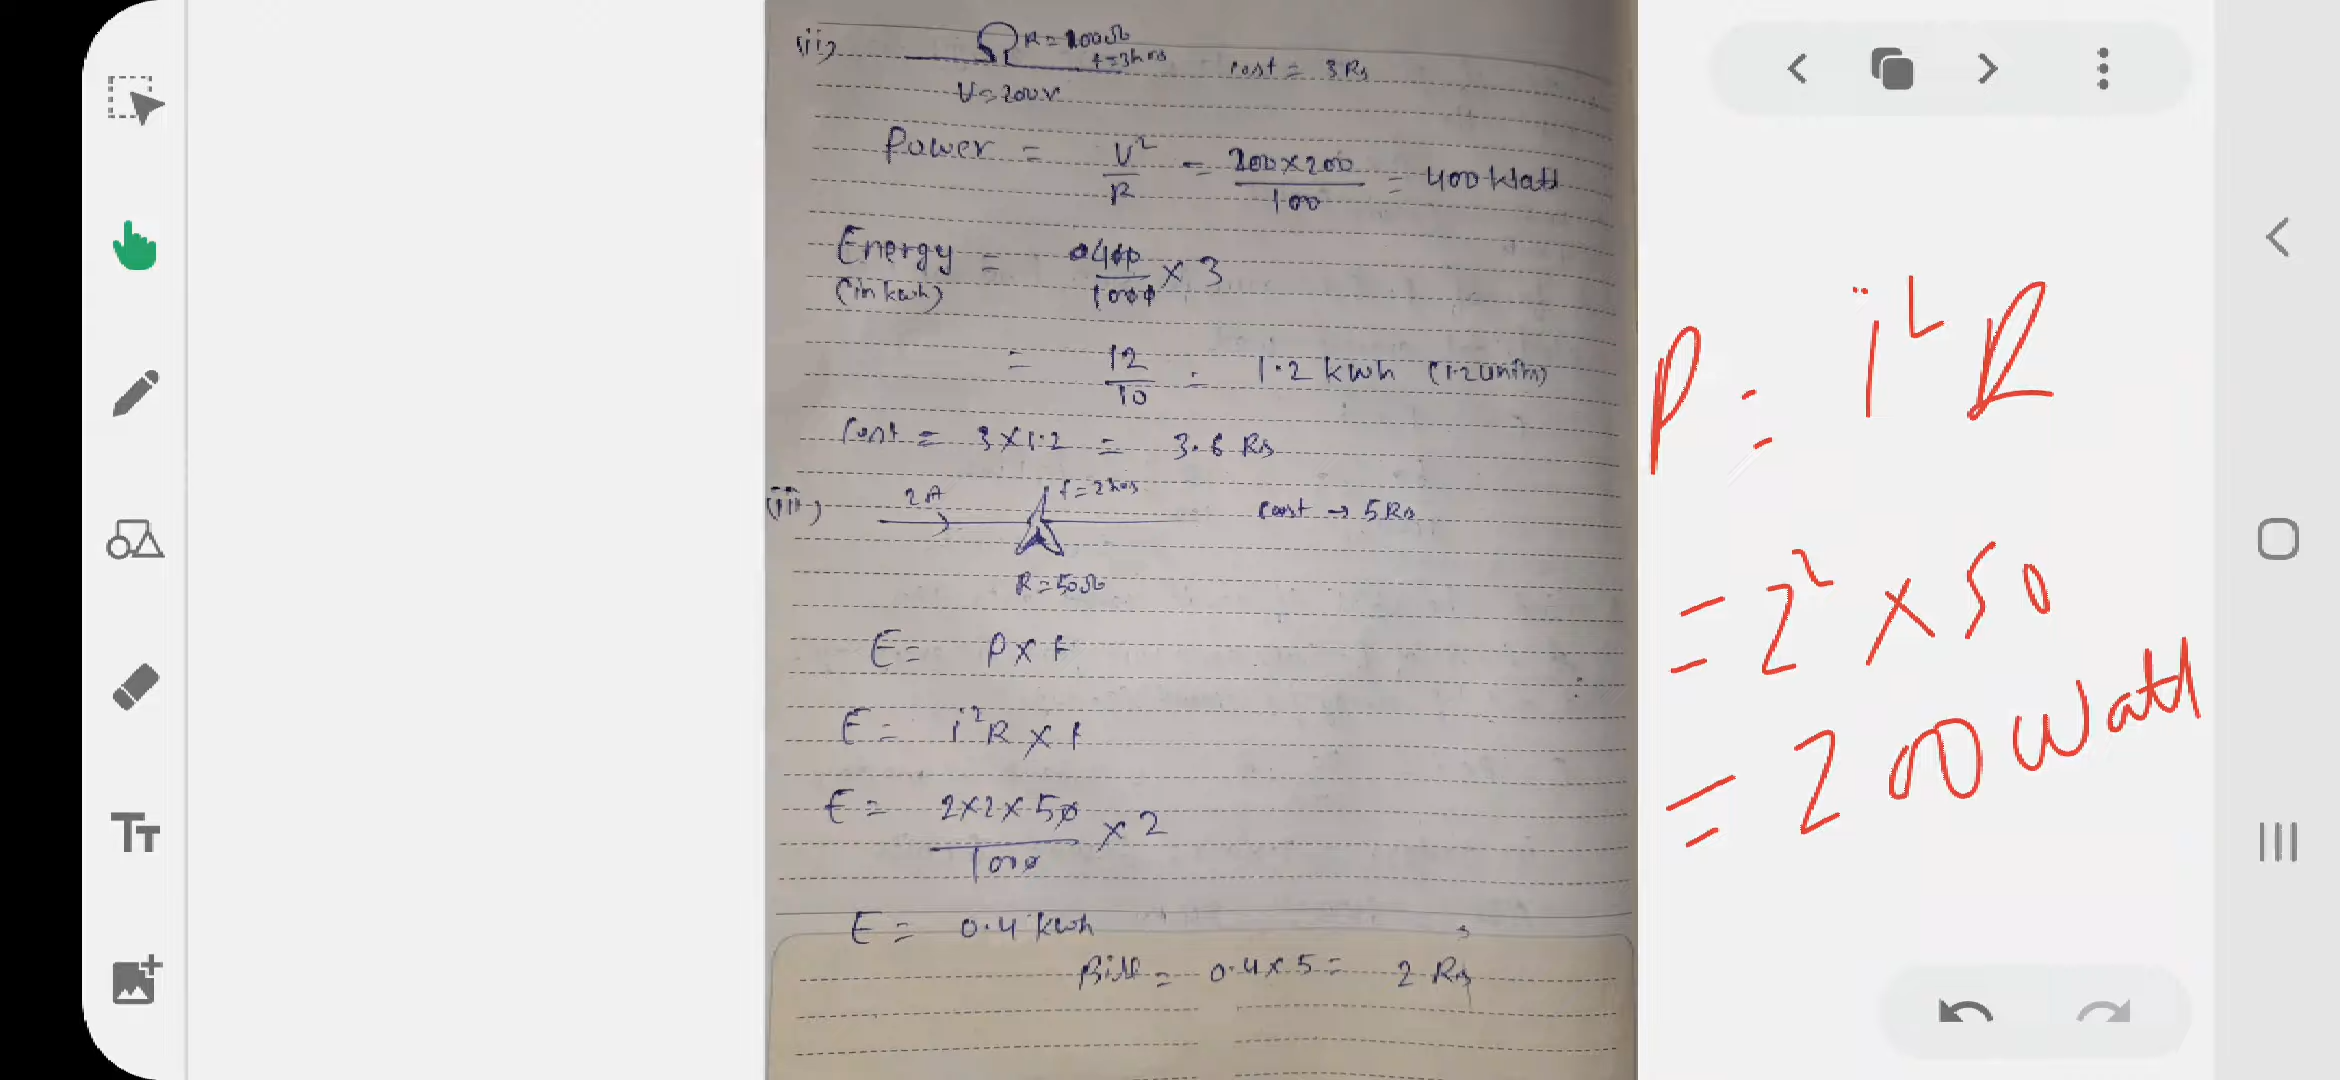 (ii) R = 100Ω
t = 3hrs cost = 3 Rs
V = 200V
Power = V²/R = 200×200/100 = 400 Watt
Energy = 400/1000 × 3
(in kwh)
= 12/10 = 1.2 kwh (1.2 units)
Cost = 3 × 1.2 = 3.6 Rs
(iii) 2A t = 2hrs cost → 5 Rs
R = 50Ω
E = P × t
E = i²R × t
E = 2×2×50/1000 × 2
E = 0.4 kwh
Bill = 0.4 × 5 = 2 Rs
P = i²R
= 2² × 50
= 200 Watt
TT